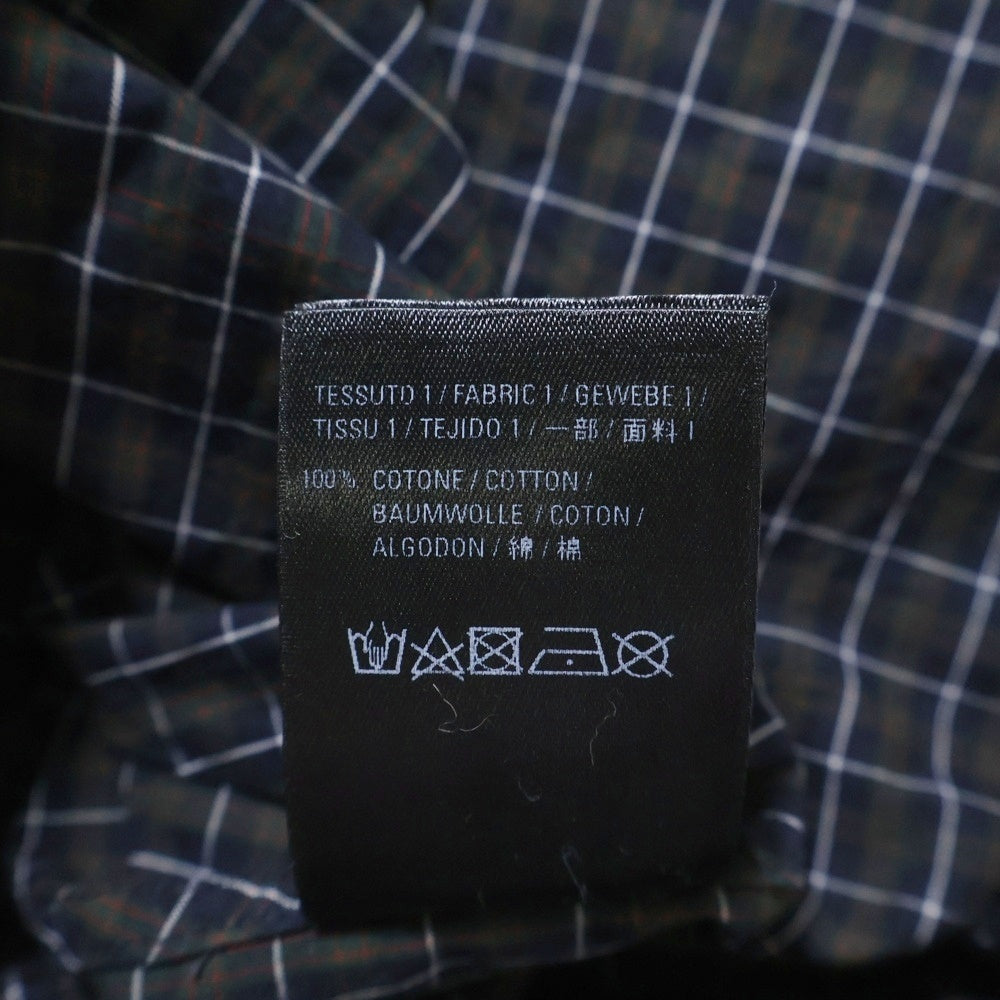 TESSUTO 1 / FABRIC 1 / GEWEBE 1 /
TISSU 1 / TEJIDO 1 / 一部 / 面料 1
100% COTONE / COTTON /
BAUMWOLLE / COTON /
ALGODON / 綿 / 棉